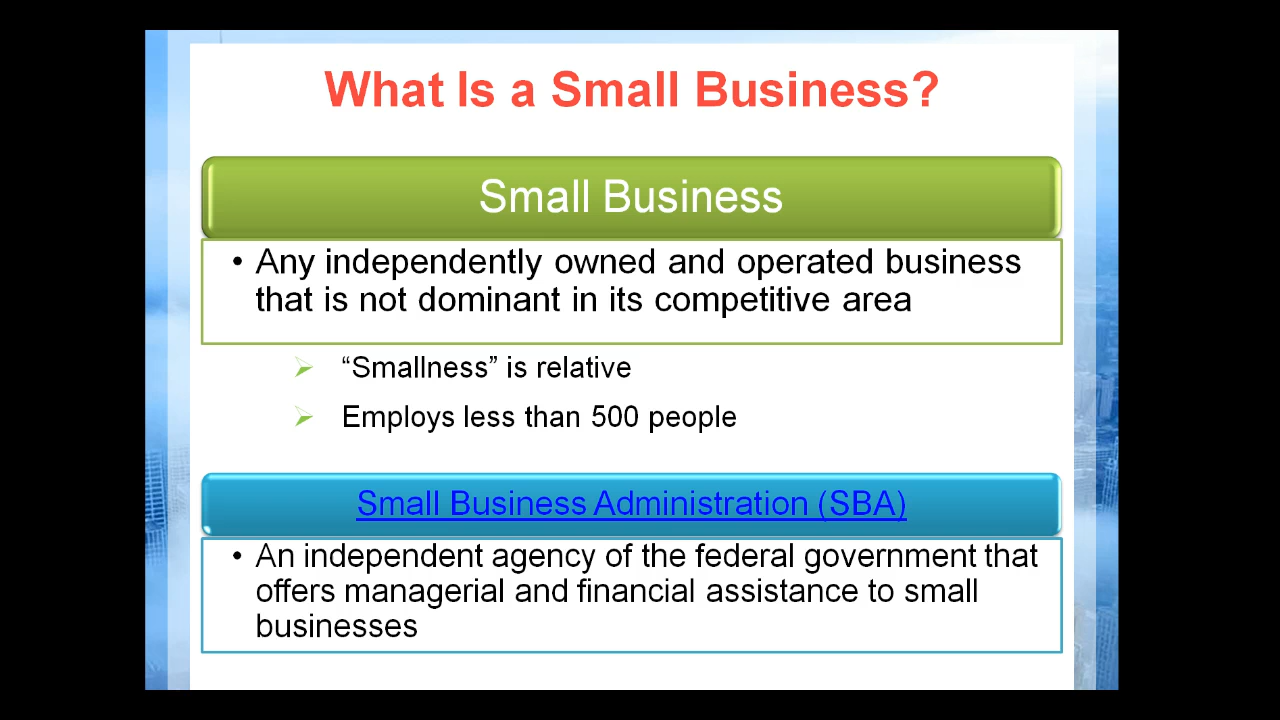 What Is a Small Business?
Small Business
• Any independently owned and operated business
that is not dominant in its competitive area
“Smallness” is relative
Employs less than 500 people
Small Business Administration (SBA)
• An independent agency of the federal government that
offers managerial and financial assistance to small
businesses